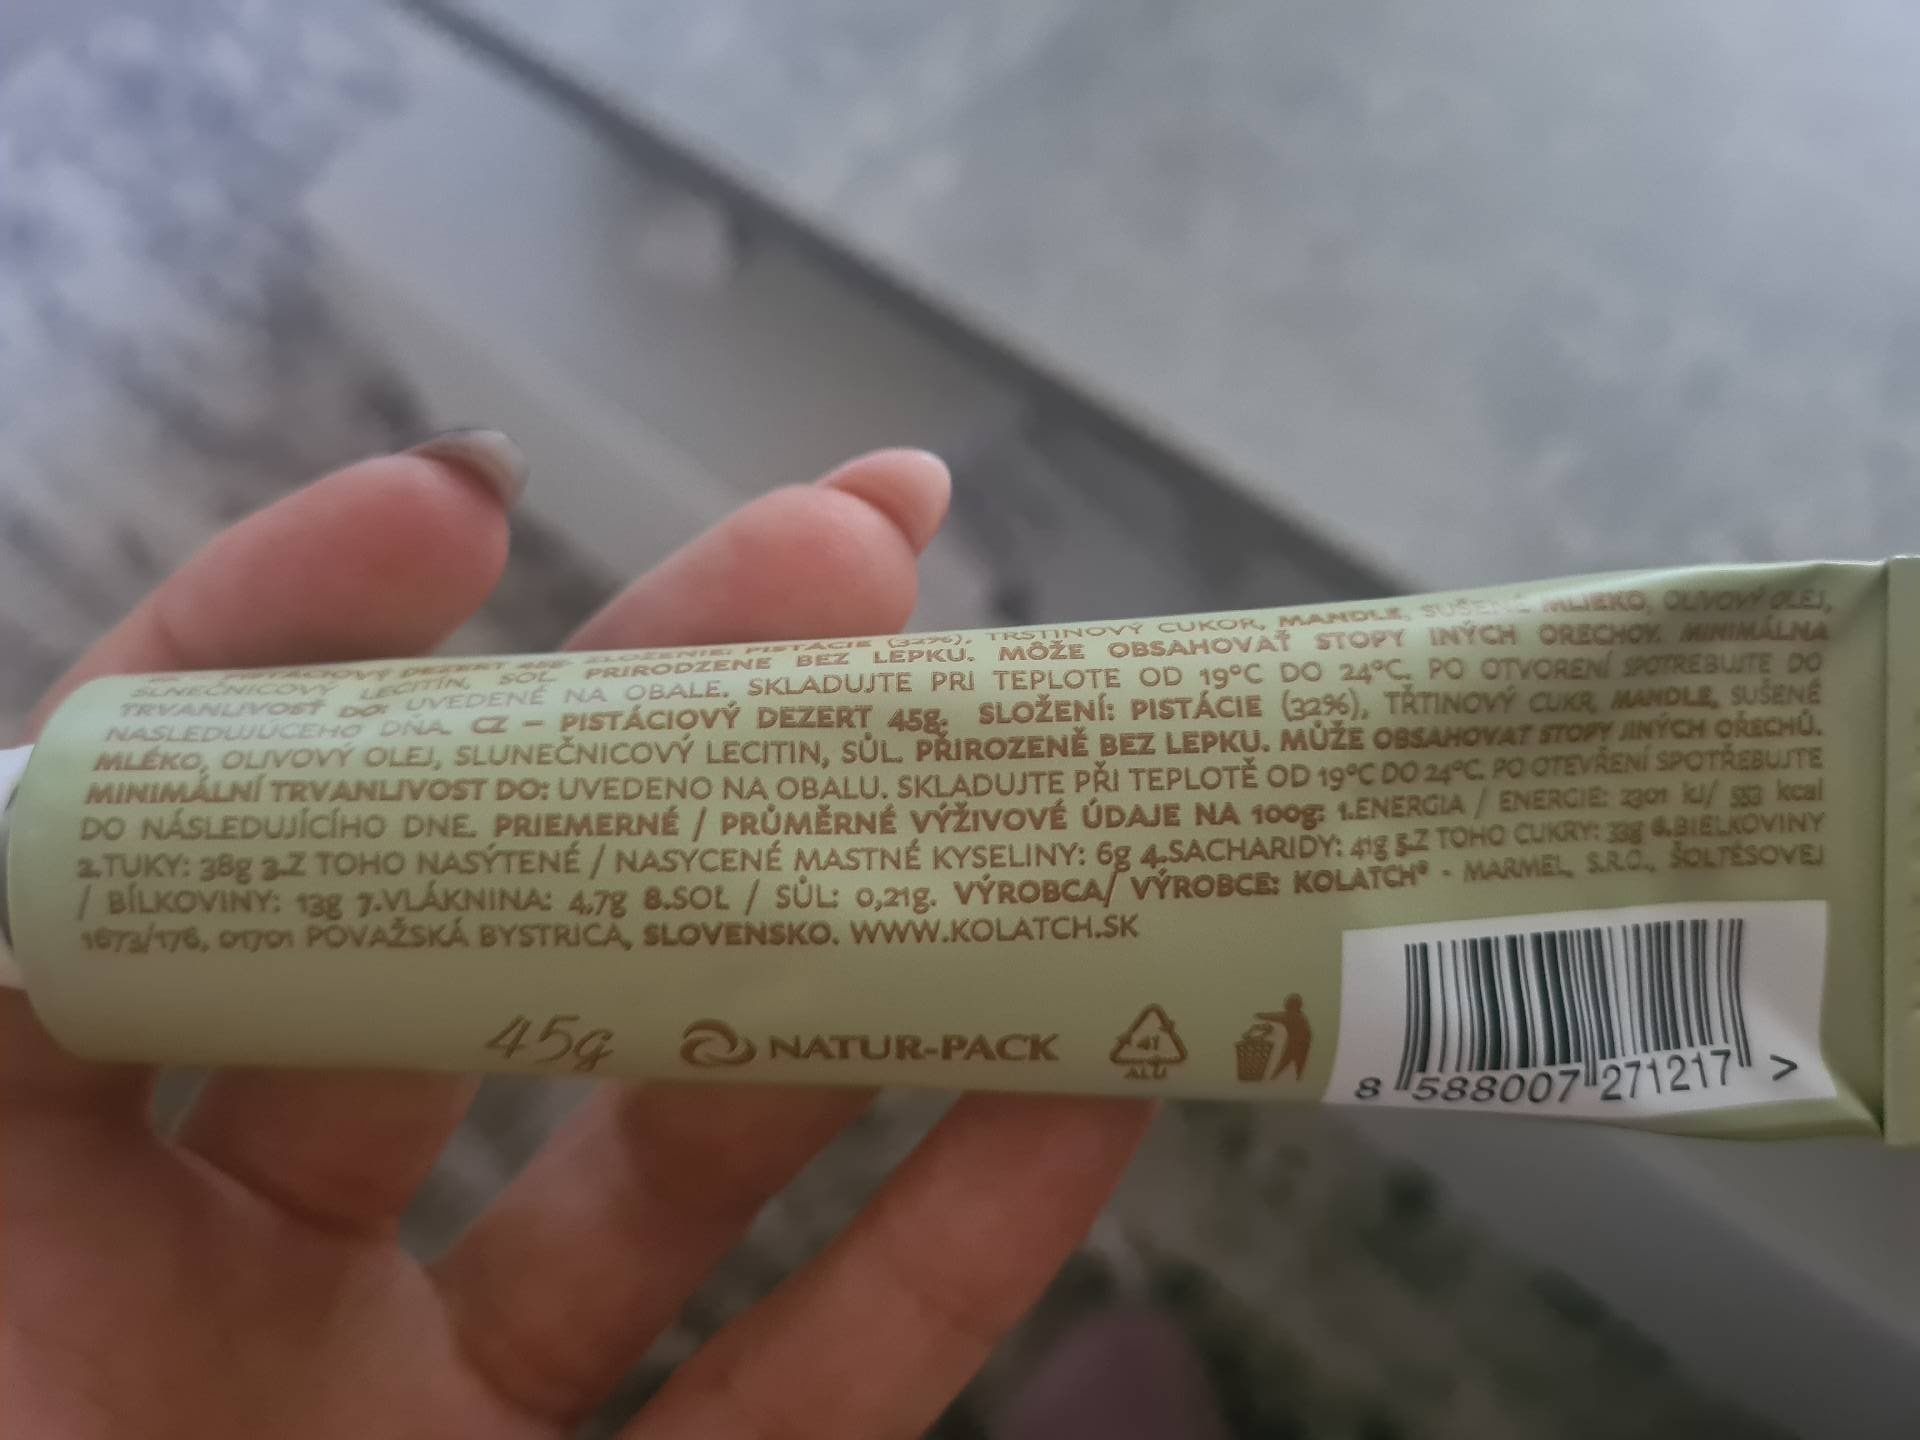 PISTÁCIOVÝ DEZERT 45g. ZLOŽENIE: PISTÁCIE (32%), TRSTINOVÝ CUKOR, MANDLE, SUŠENÉ MLIEKO, OLIVOVÝ OLEJ,
SLNEČNICOVÝ LECITÍN, SOĽ. PRIRODZENE BEZ LEPKU. MÔŽE OBSAHOVAŤ STOPY INÝCH ORECHOV. MINIMÁLNA
TRVANLIVOSŤ DO: UVEDENÉ NA OBALE. SKLADUJTE PRI TEPLOTE OD 19°C DO 24°C. PO OTVORENÍ SPOTREBUJTE DO
NASLEDUJÚCEHO DŇA. CZ – PISTÁCIOVÝ DEZERT 45g. SLOŽENÍ: PISTÁCIE (32%), TŘTINOVÝ CUKR, MANDLE, SUŠENÉ
MLÉKO, OLIVOVÝ OLEJ, SLUNEČNICOVÝ LECITIN, SŮL. PŘIROZENĚ BEZ LEPKU. MŮŽE OBSAHOVAT STOPY JINÝCH OŘECHŮ.
MINIMÁLNÍ TRVANLIVOST DO: UVEDENO NA OBALU. SKLADUJTE PŘI TEPLOTĚ OD 19°C DO 24°C. PO OTEVŘENÍ SPOTŘEBUJTE
DO NÁSLEDUJÍCÍHO DNE. PRIEMERNÉ / PRŮMĚRNÉ VÝŽIVOVÉ ÚDAJE NA 100g: 1.ENERGIA / ENERGIE: 2301 kJ/ 553 kcal
2.TUKY: 38g 3.Z TOHO NASÝTENÉ / NASYCENÉ MASTNÉ KYSELINY: 6g 4.SACHARIDY: 41g 5.Z TOHO CUKRY: 33g 6.BIELKOVINY
/ BÍLKOVINY: 13g 7.VLÁKNINA: 4,7g 8.SOĽ / SŮL: 0,21g. VÝROBCA/ VÝROBCE: KOLATCH® - MARMEL, S.R.O., ŠOLTÉSOVEJ
1673/176, 01701 POVAŽSKÁ BYSTRICA, SLOVENSKO. WWW.KOLATCH.SK
45g NATUR-PACK 41 ALU
8 588007 271217 >